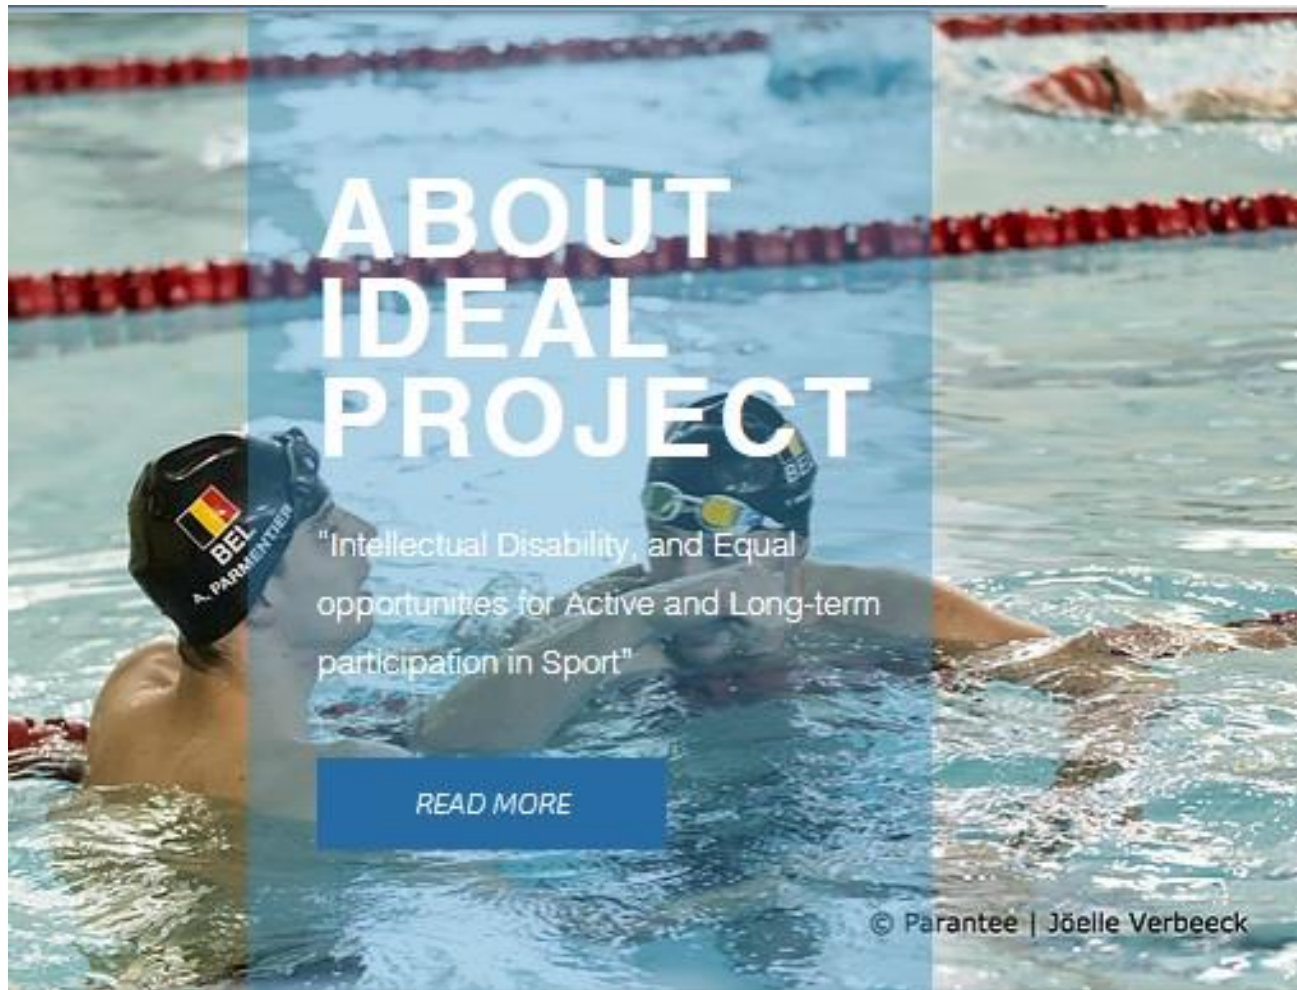 ABOUT
IDEAL
PROJECT
"Intellectual Disability, and Equal
opportunities for Active and Long-term
participation in Sport"
READ MORE
BEL
A. PARMENTIER
BEL
© Parantee | Jöelle Verbeeck